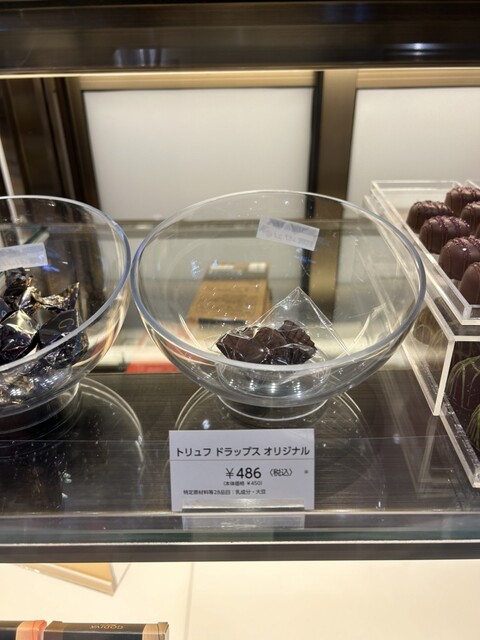 トリュフ ドラップス オリジナル
¥486 〈税込〉 ※
(本体価格 ¥450)
特定原材料等28品目：乳成分・大豆